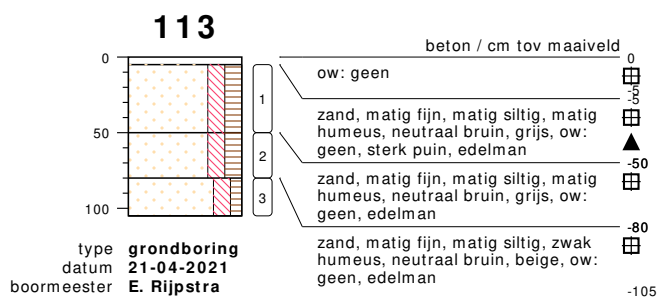 113
beton / cm tov maaiveld
0
0
ow: geen
-5
-5
1
zand, matig fijn, matig siltig, matig
humeus, neutraal bruin, grijs, ow:
geen, sterk puin, edelman
50
-50
2
zand, matig fijn, matig siltig, matig
humeus, neutraal bruin, grijs, ow:
geen, edelman
3
100
-80
zand, matig fijn, matig siltig, zwak
humeus, neutraal bruin, beige, ow:
geen, edelman
-105
type grondboring
datum 21-04-2021
boormeester E. Rijpstra